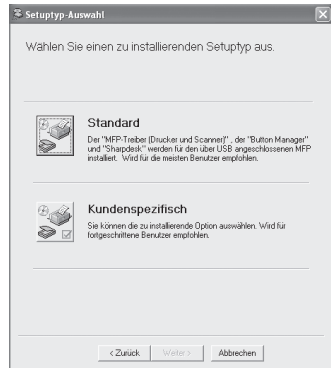 Setuptyp-Auswahl
Wählen Sie einen zu installierenden Setuptyp aus.
Standard
Der "MFP-Treiber (Drucker und Scanner)" , der "Button Manager"
und "Sharpdesk" werden für den über USB angeschlossenen MFP
installiert. Wird für die meisten Benutzer empfohlen.
Kundenspezifisch
Sie können die zu installierende Option auswählen. Wird für
fortgeschrittene Benutzer empfohlen.
< Zurück Weiter > Abbrechen